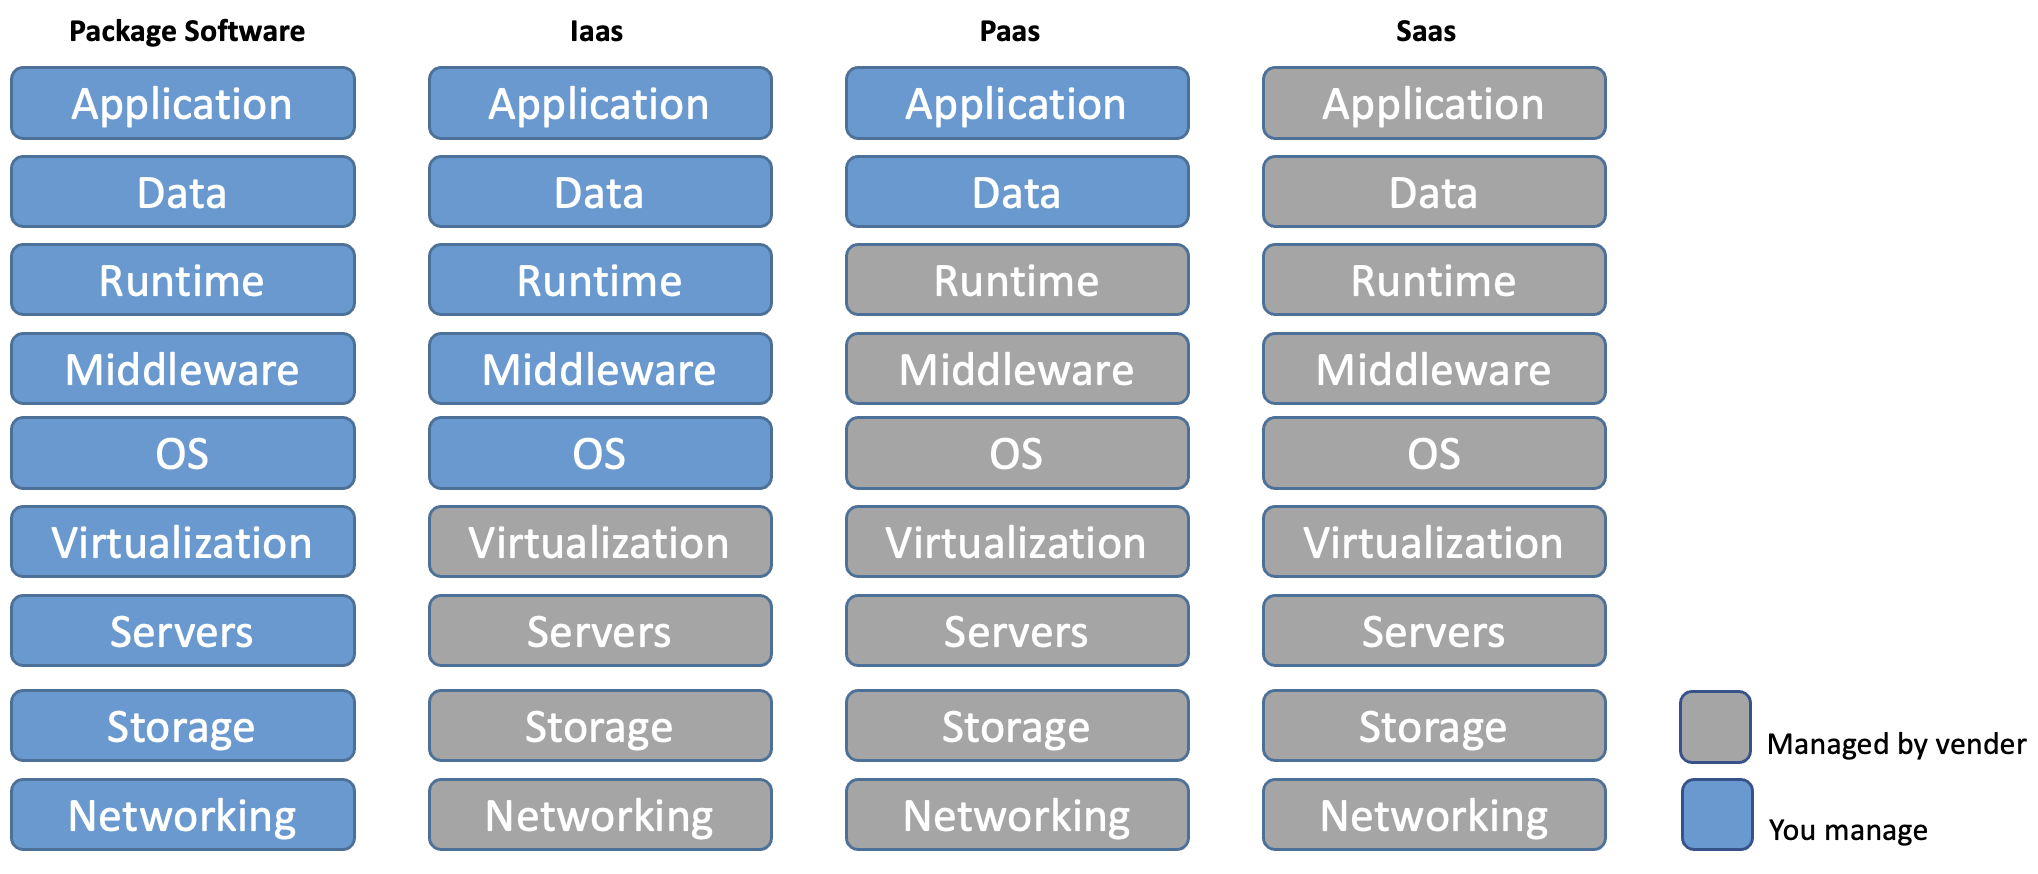 Package Software
Application
Data
Runtime
Middleware
OS
Virtualization
Servers
Storage
Networking
Iaas
Application
Data
Runtime
Middleware
OS
Virtualization
Servers
Storage
Networking
Paas
Application
Data
Runtime
Middleware
OS
Virtualization
Servers
Storage
Networking
Saas
Application
Data
Runtime
Middleware
OS
Virtualization
Servers
Storage
Networking
Managed by vender
You manage